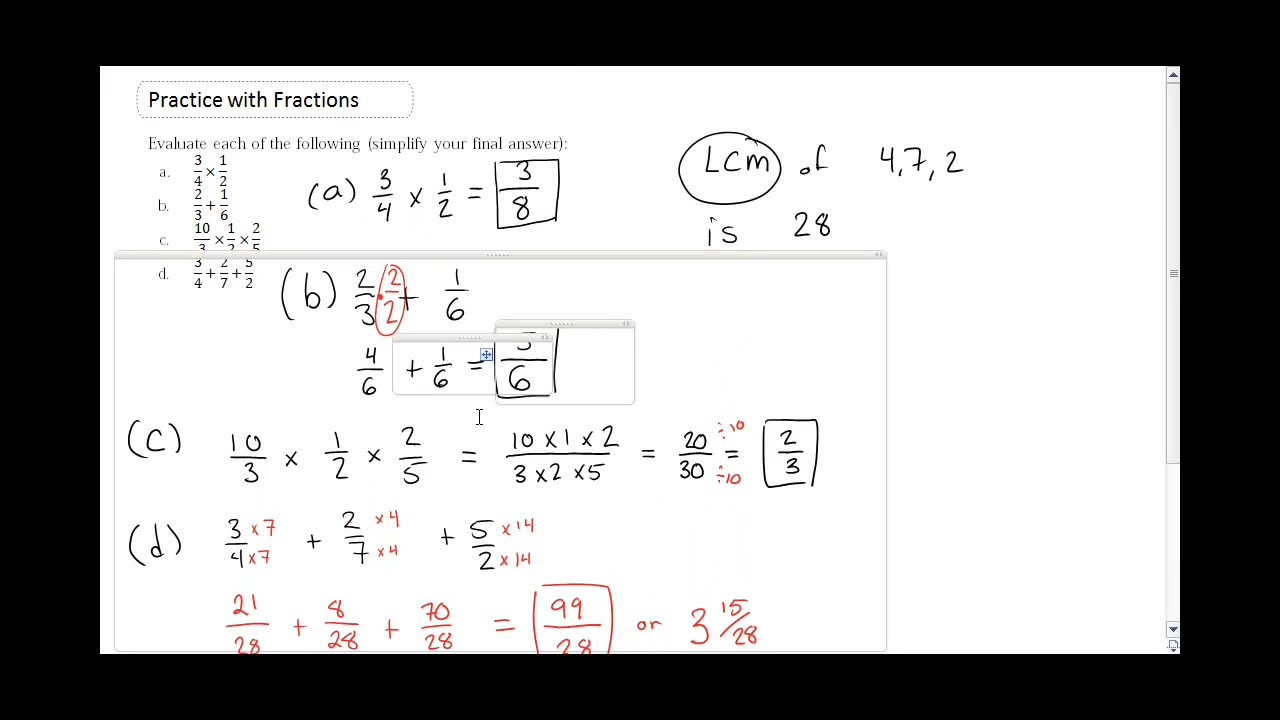 Practice with Fractions
Evaluate each of the following (simplify your final answer):
a. 3/4 × 1/2
b. 2/3 + 1/6
c. 10/3 × 1/2 × 2/5
d. 3/4 + 2/7 + 5/2
(a) 3/4 × 1/2 = 3/8
LCM of 4,7,2
is 28
(b) 2/3 · 2/2 + 1/6
4/6 + 1/6 = 5/6
(c) 10/3 × 1/2 × 2/5 = 10×1×2/3×2×5 = 20÷10/30÷10 = 2/3
(d) 3×7/4×7 + 2×4/7×4 + 5×14/2×14
21/28 + 8/28 + 70/28 = 99/28 or 3 15/28